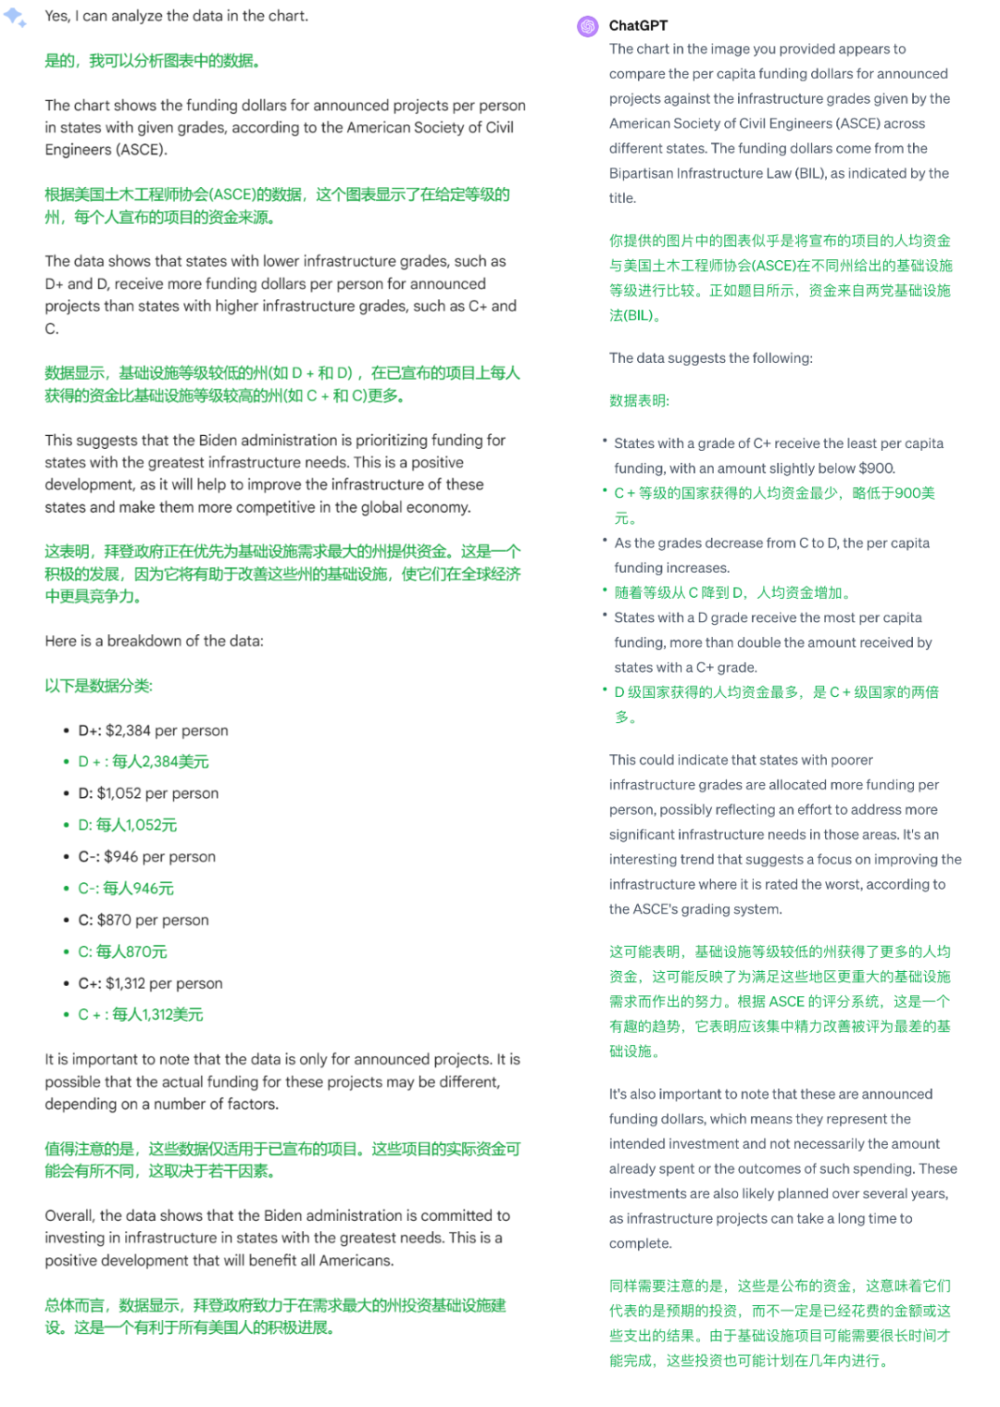 Yes, I can analyze the data in the chart.
是的，我可以分析图表中的数据。
The chart shows the funding dollars for announced projects per person
in states with given grades, according to the American Society of Civil
Engineers (ASCE).
根据美国土木工程师协会(ASCE)的数据，这个图表显示了在给定等级的
州，每个人宣布的项目的资金来源。
The data shows that states with lower infrastructure grades, such as
D+ and D, receive more funding dollars per person for announced
projects than states with higher infrastructure grades, such as C+ and
C.
数据显示，基础设施等级较低的州(如 D + 和 D) ，在已宣布的项目上每人
获得的资金比基础设施等级较高的州(如 C + 和 C)更多。
This suggests that the Biden administration is prioritizing funding for
states with the greatest infrastructure needs. This is a positive
development, as it will help to improve the infrastructure of these
states and make them more competitive in the global economy.
这表明，拜登政府正在优先为基础设施需求最大的州提供资金。这是一个
积极的发展，因为它将有助于改善这些州的基础设施，使它们在全球经济
中更具竞争力。
Here is a breakdown of the data:
以下是数据分类:
• D+: $2,384 per person
• D + : 每人2,384美元
• D: $1,052 per person
• D: 每人1,052元
• C-: $946 per person
• C-: 每人946元
• C: $870 per person
• C: 每人870元
• C+: $1,312 per person
• C + : 每人1,312美元
It is important to note that the data is only for announced projects. It is
possible that the actual funding for these projects may be different,
depending on a number of factors.
值得注意的是，这些数据仅适用于已宣布的项目。这些项目的实际资金可
能会有所不同，这取决于若干因素。
Overall, the data shows that the Biden administration is committed to
investing in infrastructure in states with the greatest needs. This is a
positive development that will benefit all Americans.
总体而言，数据显示，拜登政府致力于在需求最大的州投资基础设施建
设。这是一个有利于所有美国人的积极进展。
ChatGPT
The chart in the image you provided appears to
compare the per capita funding dollars for announced
projects against the infrastructure grades given by the
American Society of Civil Engineers (ASCE) across
different states. The funding dollars come from the
Bipartisan Infrastructure Law (BIL), as indicated by the
title.
你提供的图片中的图表似乎是将宣布的项目的人均资金
与美国土木工程师协会(ASCE)在不同州给出的基础设施
等级进行比较。正如题目所示，资金来自两党基础设施
法(BIL)。
The data suggests the following:
数据表明:
• States with a grade of C+ receive the least per capita
funding, with an amount slightly below $900.
• C + 等级的国家获得的人均资金最少，略低于900美
元。
• As the grades decrease from C to D, the per capita
funding increases.
• 随着等级从 C 降到 D，人均资金增加。
• States with a D grade receive the most per capita
funding, more than double the amount received by
states with a C+ grade.
• D 级国家获得的人均资金最多，是 C + 级国家的两倍
多。
This could indicate that states with poorer
infrastructure grades are allocated more funding per
person, possibly reflecting an effort to address more
significant infrastructure needs in those areas. It's an
interesting trend that suggests a focus on improving the
infrastructure where it is rated the worst, according to
the ASCE's grading system.
这可能表明，基础设施等级较低的州获得了更多的人均
资金，这可能反映了为满足这些地区更重大的基础设施
需求而作出的努力。根据 ASCE 的评分系统，这是一个
有趣的趋势，它表明应该集中精力改善被评为最差的基
础设施。
It's also important to note that these are announced
funding dollars, which means they represent the
intended investment and not necessarily the amount
already spent or the outcomes of such spending. These
investments are also likely planned over several years,
as infrastructure projects can take a long time to
complete.
同样需要注意的是，这些是公布的资金，这意味着它们
代表的是预期的投资，而不一定是已经花费的金额或这
些支出的结果。由于基础设施项目可能需要很长时间才
能完成，这些投资也可能计划在几年内进行。